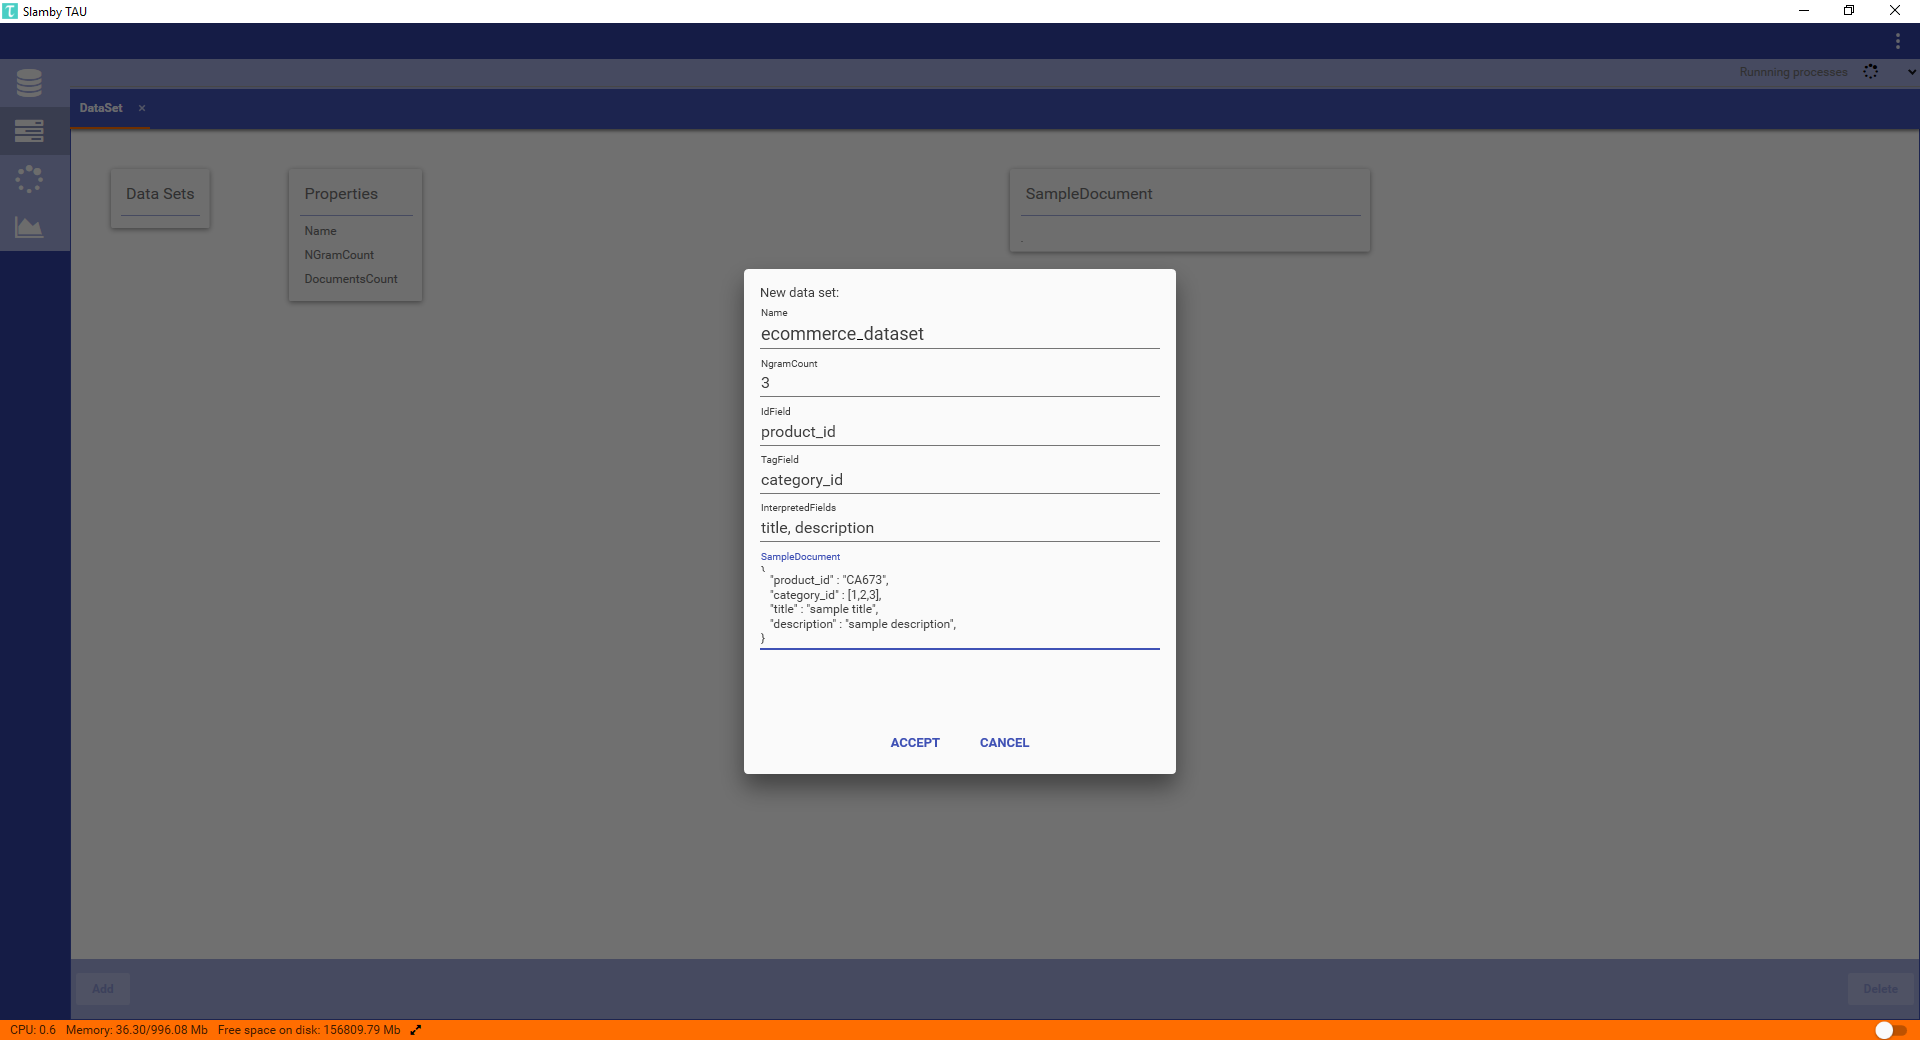 Slamby TAU
Runnning processes
DataSet ×
Data Sets
Properties
Name
NGramCount
DocumentsCount
SampleDocument
.
New data set:
Name
ecommerce_dataset
NgramCount
3
IdField
product_id
TagField
category_id
InterpretedFields
title, description
SampleDocument
"product_id" : "CA673",
"category_id" : [1,2,3],
"title" : "sample title",
"description" : "sample description",
}
ACCEPT CANCEL
Add
Delete
CPU: 0.6 Memory: 36.30/996.08 Mb Free space on disk: 156809.79 Mb